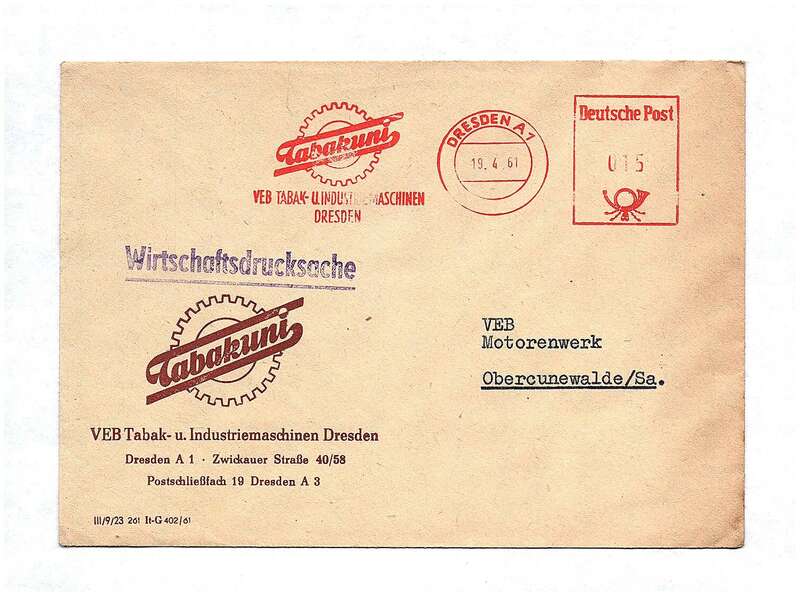 Tabakuni
VEB TABAK- U. INDUSTRIEMASCHINEN
DRESDEN
DRESDEN A1
19.4.61
Deutsche Post
015
Wirtschaftsdrucksache
Tabakuni
VEB Tabak- u. Industriemaschinen Dresden
Dresden A 1 · Zwickauer Straße 40/58
Postschließfach 19 Dresden A 3
III/9/23 261 It-G 402/61
VEB
Motorenwerk
Obercunewalde/Sa.